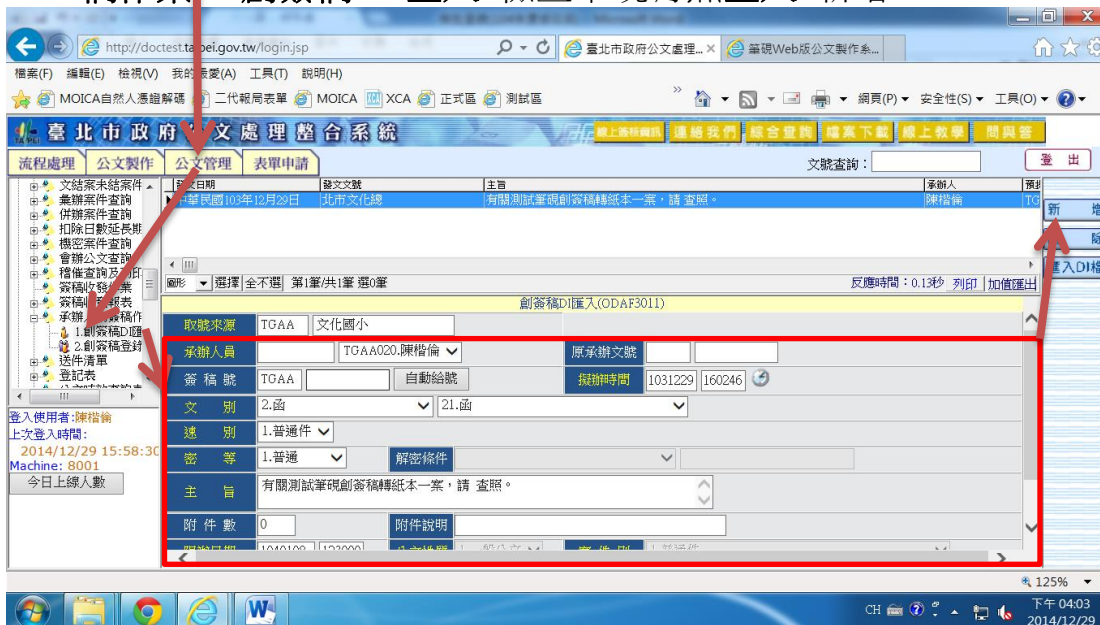 http://doctest.taipei.gov.tw/login.jsp
臺北市政府公文處理...
筆硯Web版公文製作系...
檔案(F) 編輯(E) 檢視(V) 我的最愛(A) 工具(T) 說明(H)
MOICA自然人憑證解碼 二代報局表單 MOICA XCA 正式區 測試區
網頁(P) 安全性(S) 工具(O)
臺北市政府公文處理整合系統
連絡我們 綜合查詢 檔案下載 線上教學 問與答
流程處理 公文製作 公文管理 表單申請
文號查詢：
登 出
文結案未結案件
彙辦案件查詢
併辦案件查詢
扣除日數延長期
機密案件查詢
會辦公文查詢
稽催查詢及列印
簽稿收發作業
1.創簽稿DI匯
2.創簽稿登錄
送件清單
登記表
發文日期 發文文號 主旨 承辦人
中華民國103年12月29日 北市文化總 有關測試筆硯創簽稿轉紙本一案，請 查照。 陳楷倫 TG
新 增
除
匯入DI檔
圖形 選擇 全不選 第1筆/共1筆 選0筆
反應時間：0.13秒 列印 加值匯出
創簽稿DI匯入(ODAF3011)
取號來源 TGAA 文化國小
承辦人員 TGAA020.陳楷倫 原承辦文號
簽 稿 號 TGAA 自動給號 擬辦時間 1031229 160246
文 別 2.函 21.函
速 別 1.普通件
密 等 1.普通 解密條件
主 旨 有關測試筆硯創簽稿轉紙本一案，請 查照。
附 件 數 0 附件說明
登入使用者:陳楷倫
上次登入時間：
2014/12/29 15:58:30
Machine: 8001
今日上線人數
125%
CH
下午 04:03
2014/12/29